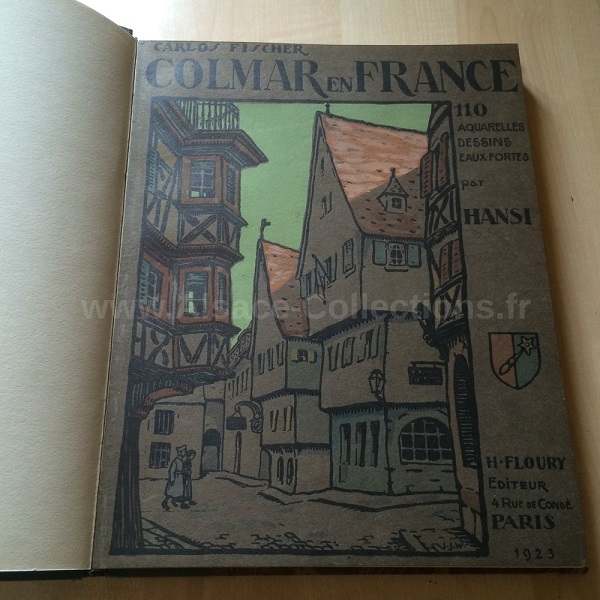 CARLOS FISCHER
COLMAR EN FRANCE
110
AQUARELLES
DESSINS
EAUX-FORTES
par
HANSI
www.Alsace-Collections.fr
H·FLOURY
EDITEUR
4 RUE DE CONDÉ
PARIS
1923